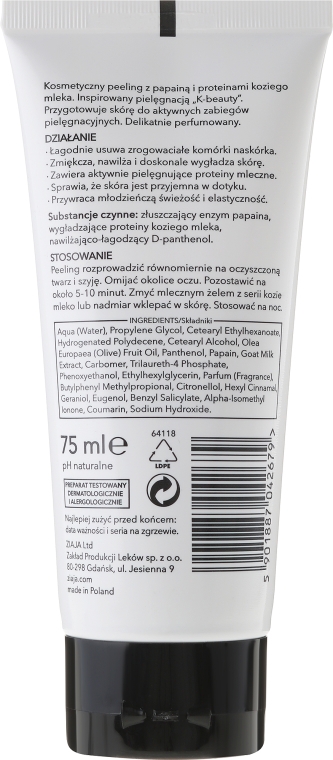 Kosmetyczny peeling z papainą i proteinami koziego
mleka. Inspirowany pielęgnacją „K-beauty”.
Przygotowuje skórę do aktywnych zabiegów
pielęgnacyjnych. Delikatnie perfumowany.
DZIAŁANIE
· Łagodnie usuwa zrogowaciałe komórki naskórka.
· Zmiękcza, nawilża i doskonale wygładza skórę.
· Zawiera aktywnie pielęgnujące proteiny mleczne.
· Sprawia, że skóra jest przyjemna w dotyku.
· Przywraca młodzieńczą świeżość i elastyczność.
Substancje czynne: złuszczający enzym papaina,
wygładzające proteiny koziego mleka,
nawilżająco-łagodzący D-panthenol.
STOSOWANIE
Peeling rozprowadzić równomiernie na oczyszczoną
twarz i szyję. Omijać okolice oczu. Pozostawić na
około 5-10 minut. Zmyć mlecznym żelem z serii kozie
mleko lub nadmiar wklepać w skórę. Stosować na noc.
INGREDIENTS/Składniki
Aqua (Water), Propylene Glycol, Cetearyl Ethylhexanoate,
Hydrogenated Polydecene, Cetearyl Alcohol, Olea
Europaea (Olive) Fruit Oil, Panthenol, Papain, Goat Milk
Extract, Carbomer, Trilaureth-4 Phosphate,
Phenoxyethanol, Ethylhexylglycerin, Parfum (Fragrance),
Butylphenyl Methylpropional, Citronellol, Hexyl Cinnamal,
Geraniol, Eugenol, Benzyl Salicylate, Alpha-Isomethyl
Ionone, Coumarin, Sodium Hydroxide.
75 ml℮
pH naturalne
64118
LDPE
PREPARAT TESTOWANY
DERMATOLOGICZNIE
I ALERGOLOGICZNIE
Najlepiej zużyć przed końcem:
data ważności i seria na zgrzewie.
ZIAJA Ltd
Zakład Produkcji Leków sp. z o.o.
80-298 Gdańsk, ul. Jesienna 9
ziaja.com
made in Poland
5 901887 042679 >